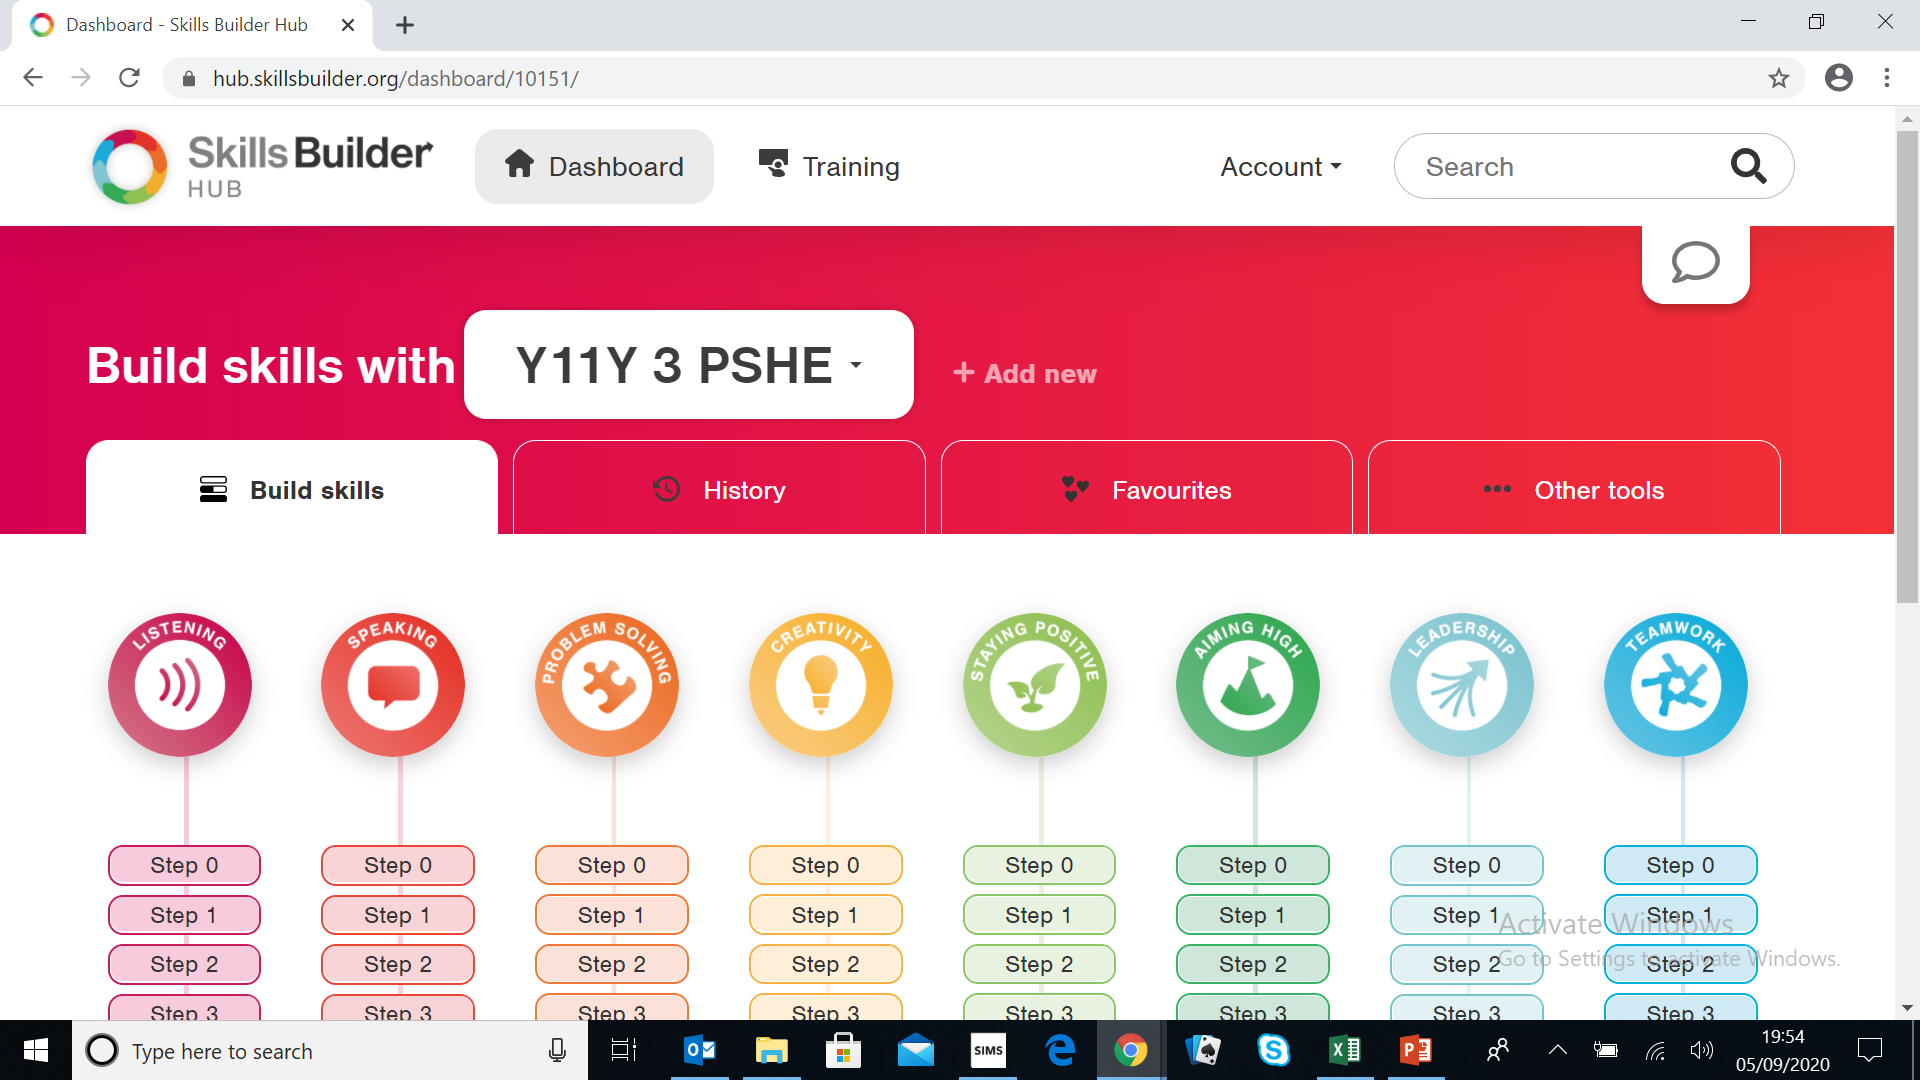 Dashboard - Skills Builder Hub
hub.skillsbuilder.org/dashboard/10151/
Skills Builder
HUB
Dashboard
Training
Account
Search
Build skills with
Y11Y 3 PSHE
+ Add new
Build skills
History
Favourites
Other tools
LISTENING
SPEAKING
PROBLEM SOLVING
CREATIVITY
STAYING POSITIVE
AIMING HIGH
LEADERSHIP
TEAMWORK
Step 0 Step 0 Step 0 Step 0 Step 0 Step 0 Step 0 Step 0
Step 1 Step 1 Step 1 Step 1 Step 1 Step 1 Step 1 Step 1
Activate Windows
Step 2 Step 2 Step 2 Step 2 Step 2 Step 2 Step 2 Step 2
Go to Settings to activate Windows.
Step 3 Step 3 Step 3 Step 3 Step 3 Step 3 Step 3 Step 3
Type here to search
SIMS
19:54
05/09/2020